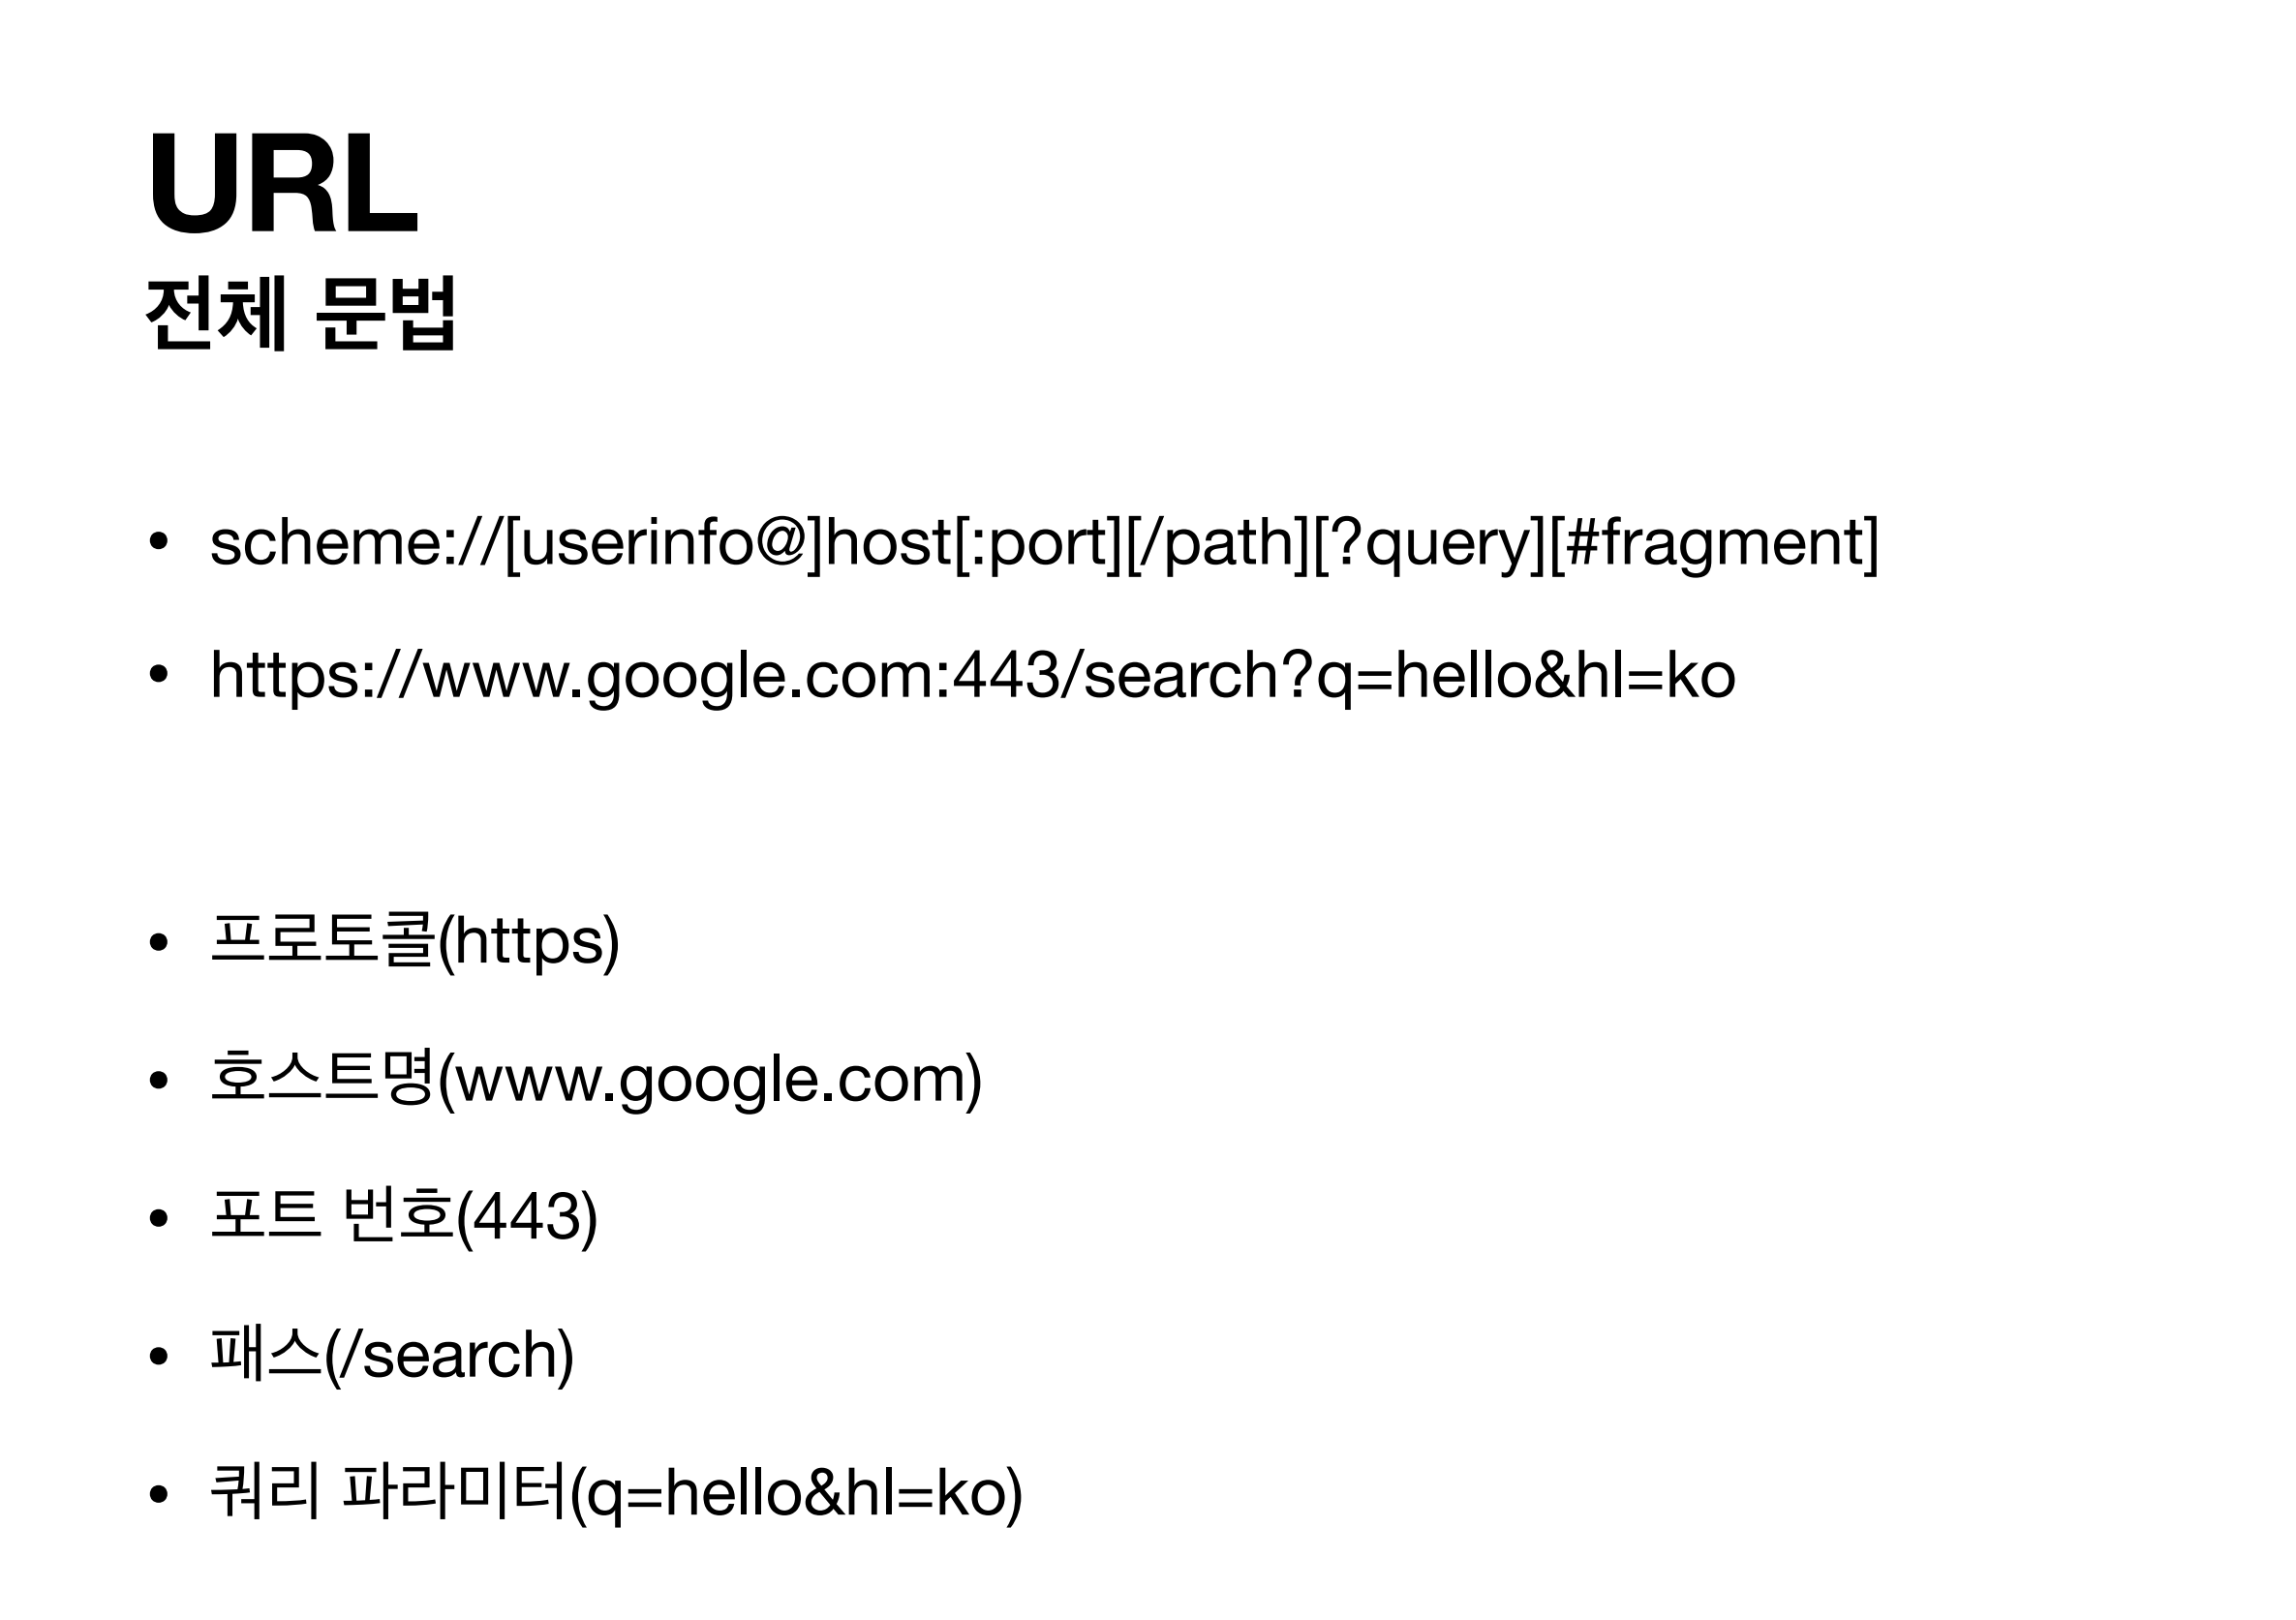 URL
전체 문법
• scheme://[userinfo@]host[:port][/path][?query][#fragment]
• https://www.google.com:443/search?q=hello&hl=ko
• 프로토콜(https)
• 호스트명(www.google.com)
• 포트 번호(443)
• 패스(/search)
• 쿼리 파라미터(q=hello&hl=ko)